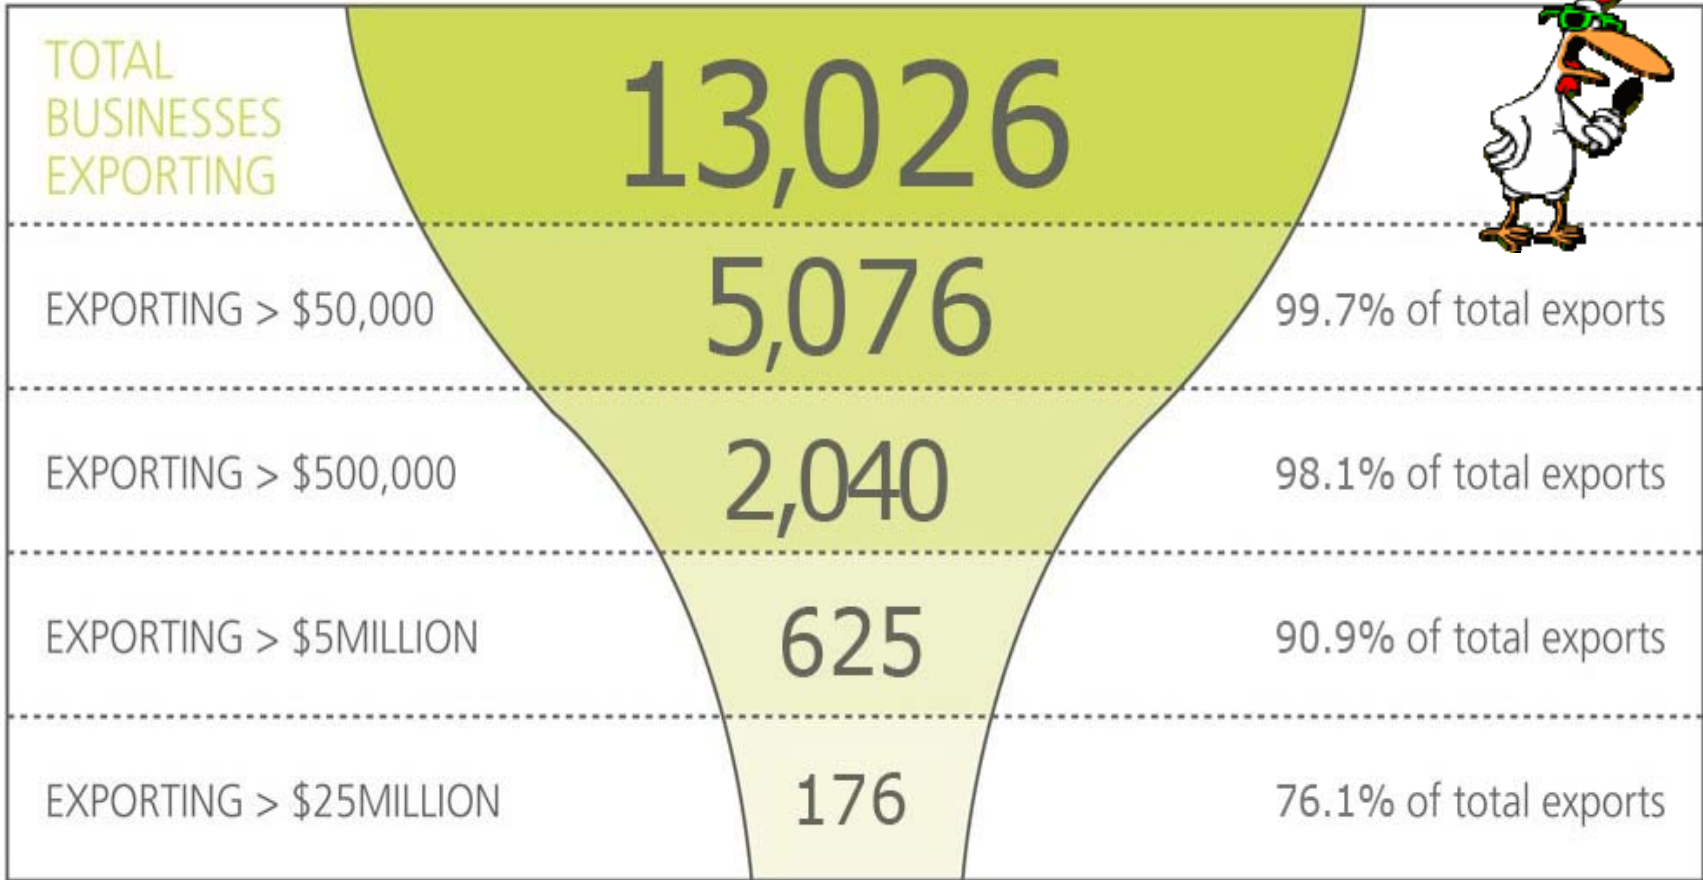 TOTAL
BUSINESSES
EXPORTING
13,026
EXPORTING > $50,000 5,076 99.7% of total exports
EXPORTING > $500,000 2,040 98.1% of total exports
EXPORTING > $5MILLION 625 90.9% of total exports
EXPORTING > $25MILLION 176 76.1% of total exports